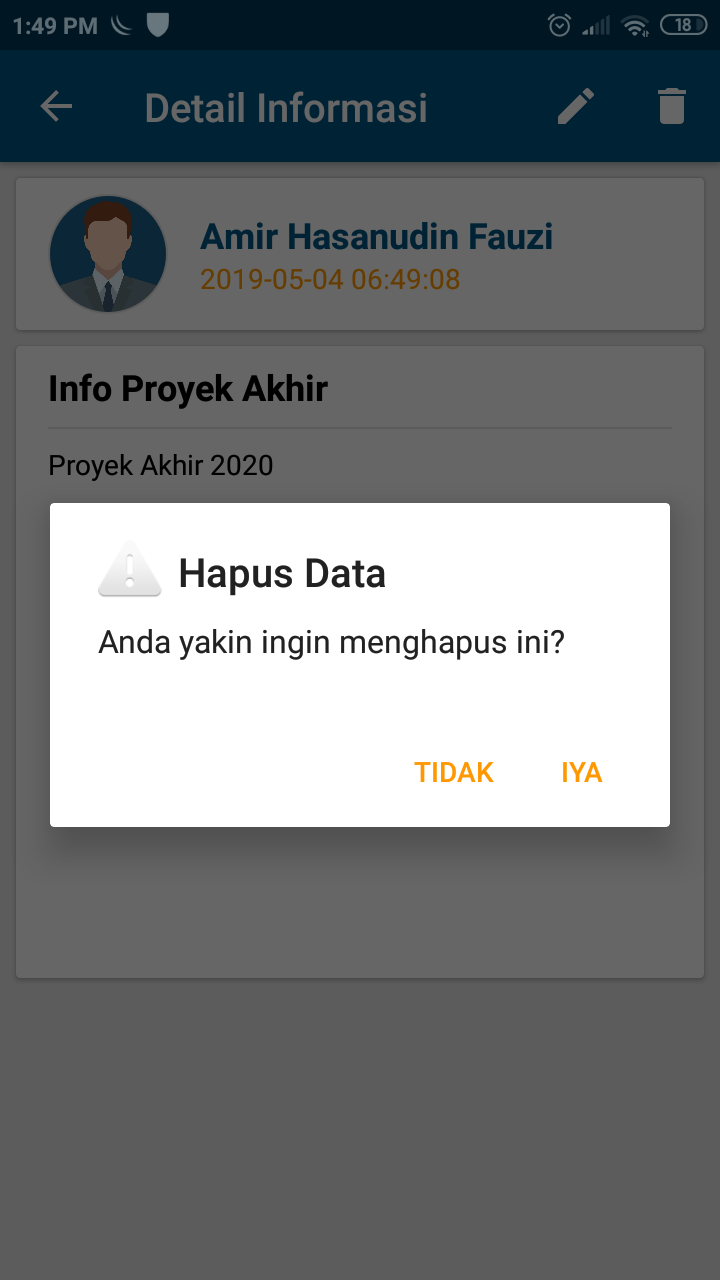 1:49 PM 18
Detail Informasi
Amir Hasanudin Fauzi
2019-05-04 06:49:08
Info Proyek Akhir
Proyek Akhir 2020
Hapus Data
Anda yakin ingin menghapus ini?
TIDAK IYA